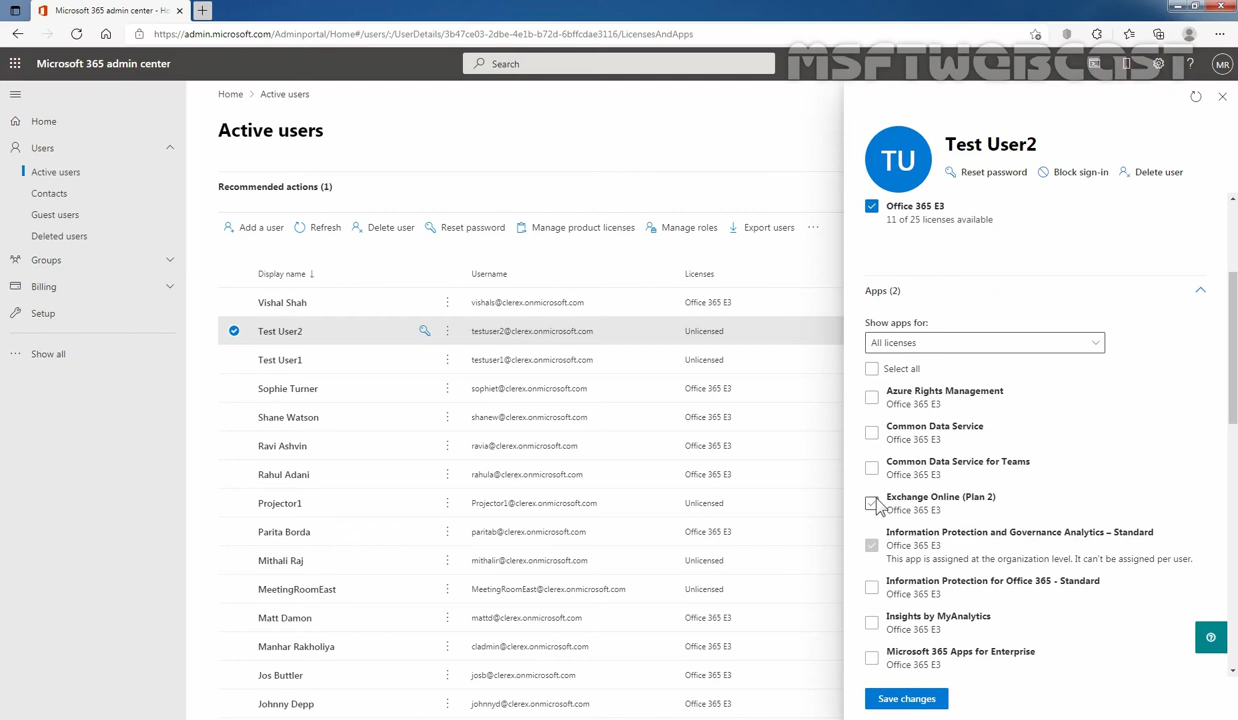 Microsoft 365 admin center - Ho
https://admin.microsoft.com/Adminportal/Home#/users/:/UserDetails/3b47ce03-2dbe-4e1b-b72d-6bffcdae3116/LicensesAndApps
Microsoft 365 admin center
Search
MSFTWEBCAST
MR
Home
Users
Active users
Contacts
Guest users
Deleted users
Groups
Billing
Setup
Show all
Home > Active users
Active users
Recommended actions (1)
Add a user
Refresh
Delete user
Reset password
Manage product licenses
Manage roles
Export users
Display name ↓ Username Licenses
Vishal Shah vishals@clerex.onmicrosoft.com Office 365 E3
Test User2 testuser2@clerex.onmicrosoft.com Unlicensed
Test User1 testuser1@clerex.onmicrosoft.com Unlicensed
Sophie Turner sophiet@clerex.onmicrosoft.com Office 365 E3
Shane Watson shanew@clerex.onmicrosoft.com Office 365 E3
Ravi Ashvin ravia@clerex.onmicrosoft.com Office 365 E3
Rahul Adani rahula@clerex.onmicrosoft.com Office 365 E3
Projector1 Projector1@clerex.onmicrosoft.com Unlicensed
Parita Borda paritab@clerex.onmicrosoft.com Office 365 E3
Mithali Raj mithalir@clerex.onmicrosoft.com Unlicensed
MeetingRoomEast MeetingRoomEast@clerex.onmicrosoft.com Unlicensed
Matt Damon mattd@clerex.onmicrosoft.com Office 365 E3
Manhar Rakholiya cladmin@clerex.onmicrosoft.com Office 365 E3
Jos Buttler josb@clerex.onmicrosoft.com Office 365 E3
Johnny Depp johnnyd@clerex.onmicrosoft.com Office 365 E3
TU
Test User2
Reset password
Block sign-in
Delete user
Office 365 E3
11 of 25 licenses available
Apps (2)
Show apps for:
All licenses
Select all
Azure Rights Management
Office 365 E3
Common Data Service
Office 365 E3
Common Data Service for Teams
Office 365 E3
Exchange Online (Plan 2)
Office 365 E3
Information Protection and Governance Analytics – Standard
Office 365 E3
This app is assigned at the organization level. It can't be assigned per user.
Information Protection for Office 365 - Standard
Office 365 E3
Insights by MyAnalytics
Office 365 E3
Microsoft 365 Apps for Enterprise
Office 365 E3
Save changes